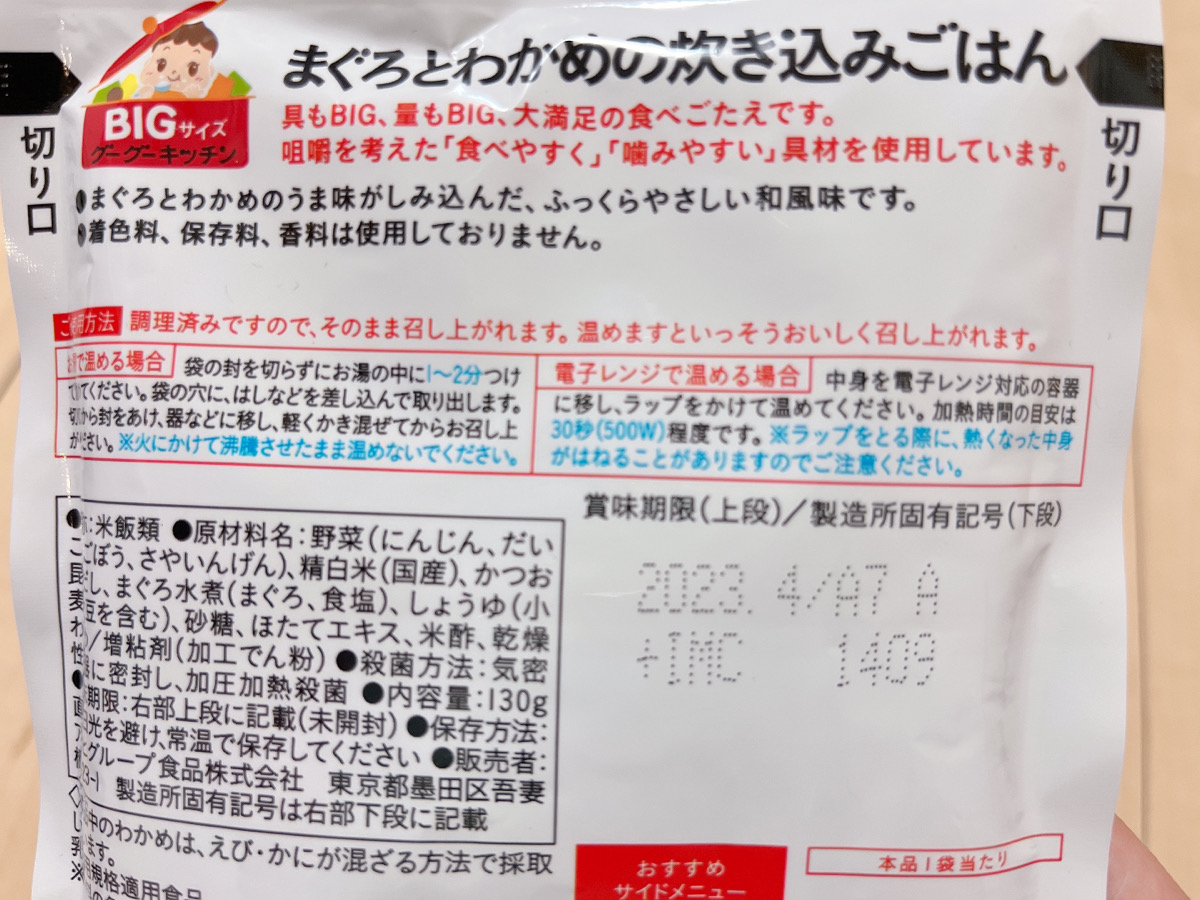 BIGサイズ
グーグーキッチン
まぐろとわかめの炊き込みごはん
具もBIG、量もBIG、大満足の食べごたえです。
咀嚼を考えた「食べやすく」「噛みやすい」具材を使用しています。
切り口
切り口
まぐろとわかめのうま味がしみ込んだ、ふっくらやさしい和風味です。
着色料、保存料、香料は使用しておりません。
ご使用方法 調理済みですので、そのまま召し上がれます。温めますといっそうおいしく召し上がれます。
で温める場合 袋の封を切らずにお湯の中に1〜2分つけ
てください。袋の穴に、はしなどを差し込んで取り出します。
から封をあけ、器などに移し、軽くかき混ぜてからお召し上
ください。※火にかけて沸騰させたまま温めないでください。
電子レンジで温める場合 中身を電子レンジ対応の容器
に移し、ラップをかけて温めてください。加熱時間の目安は
30秒(500W)程度です。※ラップをとる際に、熱くなった中身
がはねることがありますのでご注意ください。
:米飯類 ●原材料名:野菜(にんじん、だい
ごぼう、さやいんげん)、精白米(国産)、かつお
昆 だし、まぐろ水煮(まぐろ、食塩)、しょうゆ(小
麦 豆を含む)、砂糖、ほたてエキス、米酢、乾燥
わ /増粘剤(加工でん粉) ●殺菌方法:気密
性 に密封し、加圧加熱殺菌 ●内容量:130g
期限:右部上段に記載(未開封) ●保存方法:
直 日光を避け、常温で保存してください ●販売者:
グループ食品株式会社 東京都墨田区吾妻
3-1 製造所固有記号は右部下段に記載
中のわかめは、えび・かにが混ざる方法で採取
ます。
規格適用食品
賞味期限(上段)/製造所固有記号(下段)
2023. 4/A7 A
+IMC 1409
おすすめ
サイドメニュー
本品1袋当たり